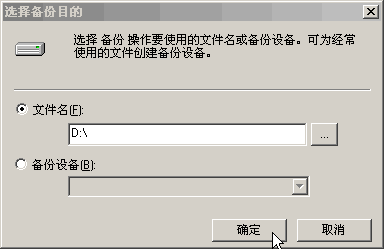 选择备份目的
选择 备份 操作要使用的文件名或备份设备。可为经常
使用的文件创建备份设备。
文件名(F):
D:\
...
备份设备(B):
确定
取消